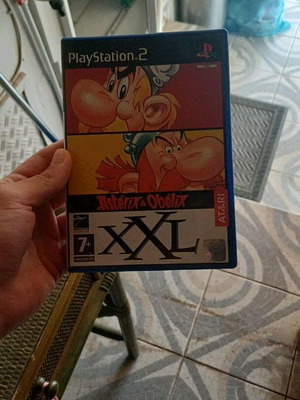 PlayStation 2
Astérix & Obélix
XXL
ATARI
7+